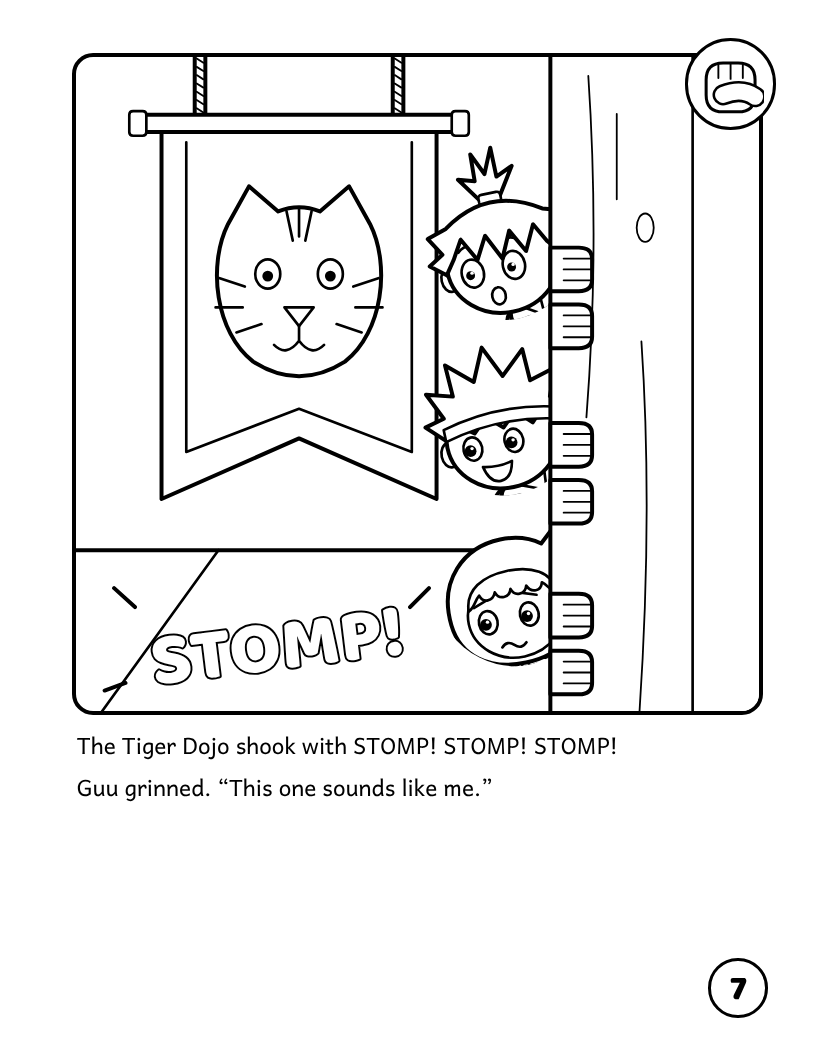 STOMP!
The Tiger Dojo shook with STOMP! STOMP! STOMP!
Guu grinned. “This one sounds like me.”
7